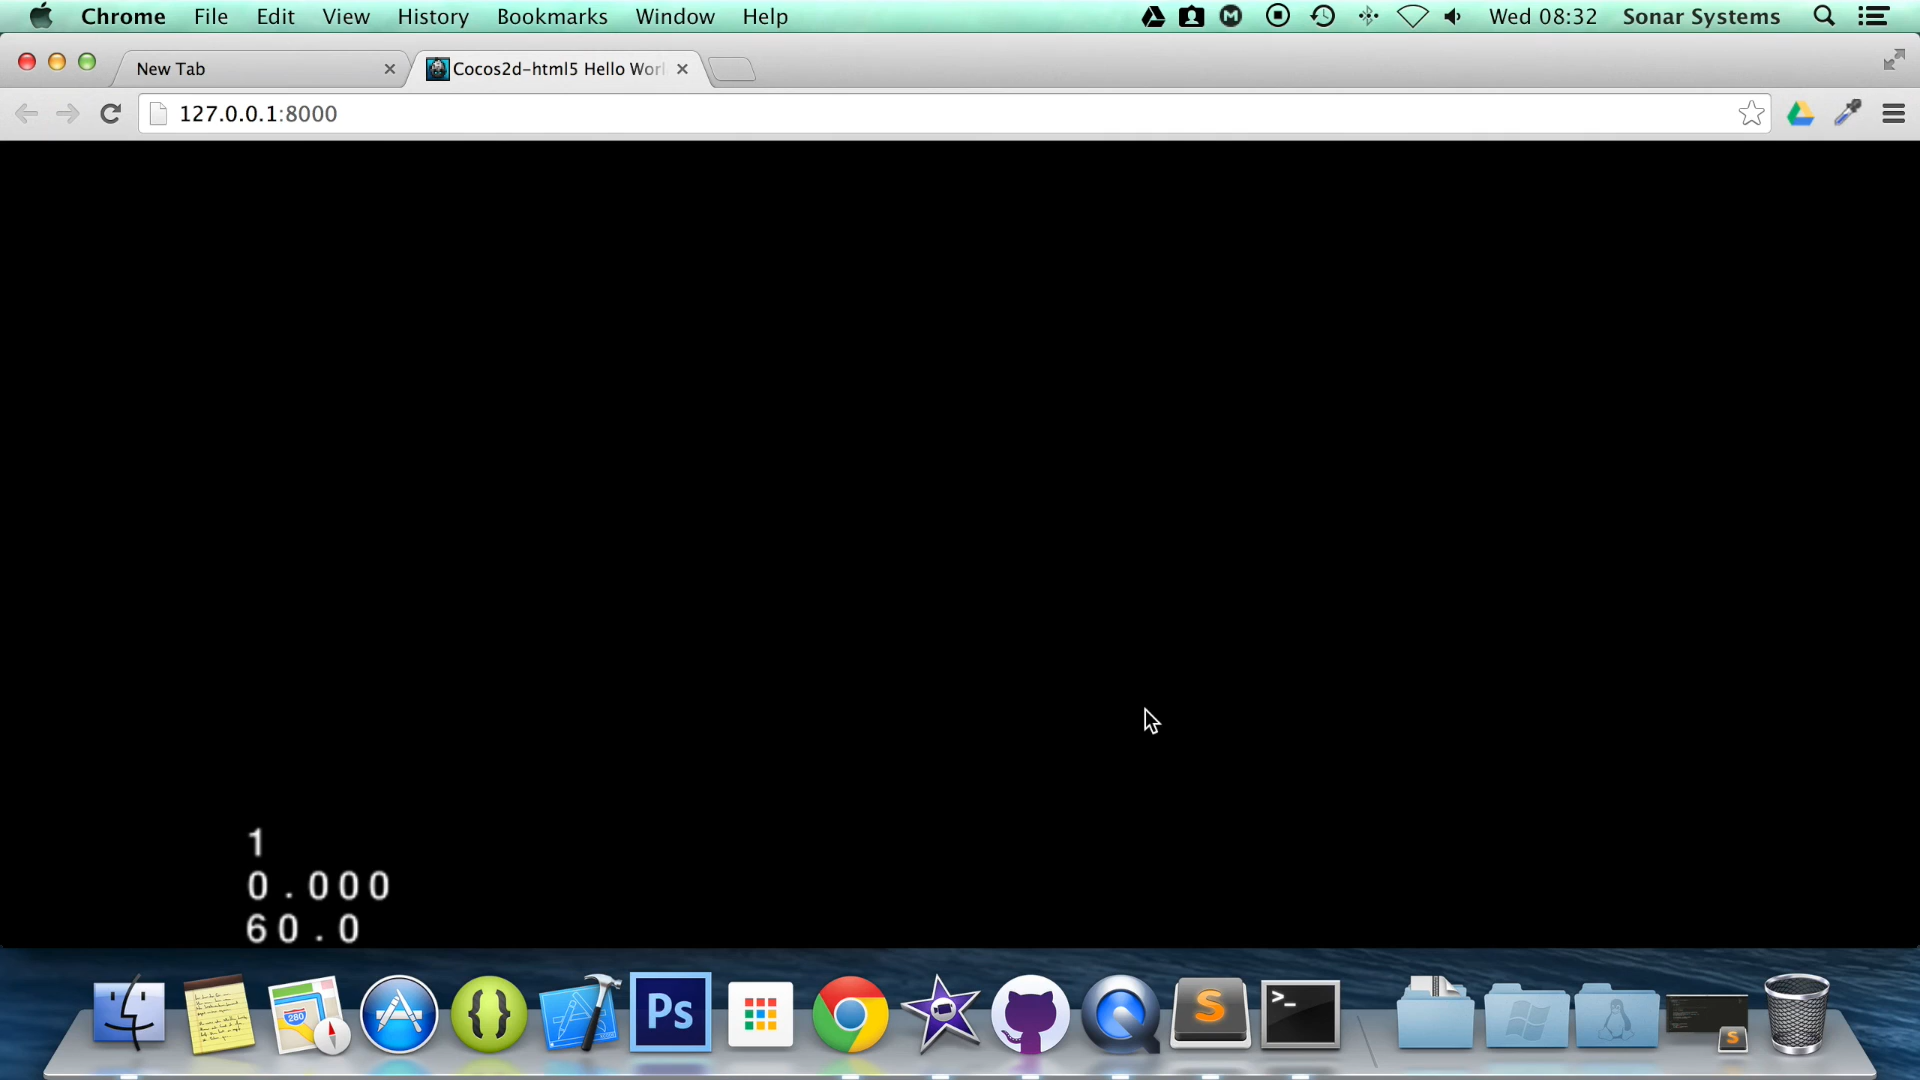 Chrome File Edit View History Bookmarks Window Help Wed 08:32 Sonar Systems
New Tab Cocos2d-html5 Hello Worl
127.0.0.1:8000
1
0.000
60.0
280 Ps S >_ S